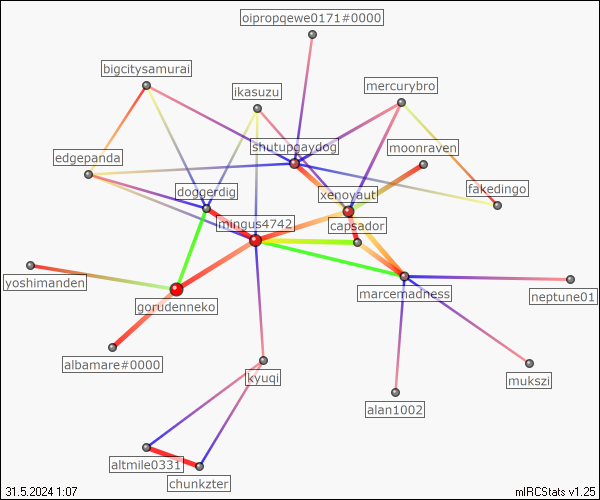 oipropqewe0171#0000
bigcitysamurai
mercurybro
ikasuzu
shutupgaydog
moonraven
edgepanda
fakedingo
doggerdig
xenoyaut
mingus4742
capsador
yoshimanden
marcemadness
neptune01
gorudenneko
albamare#0000
kyuqi
mukszi
alan1002
altmile0331
chunkzter
31.5.2024 1:07
mIRCStats v1.25